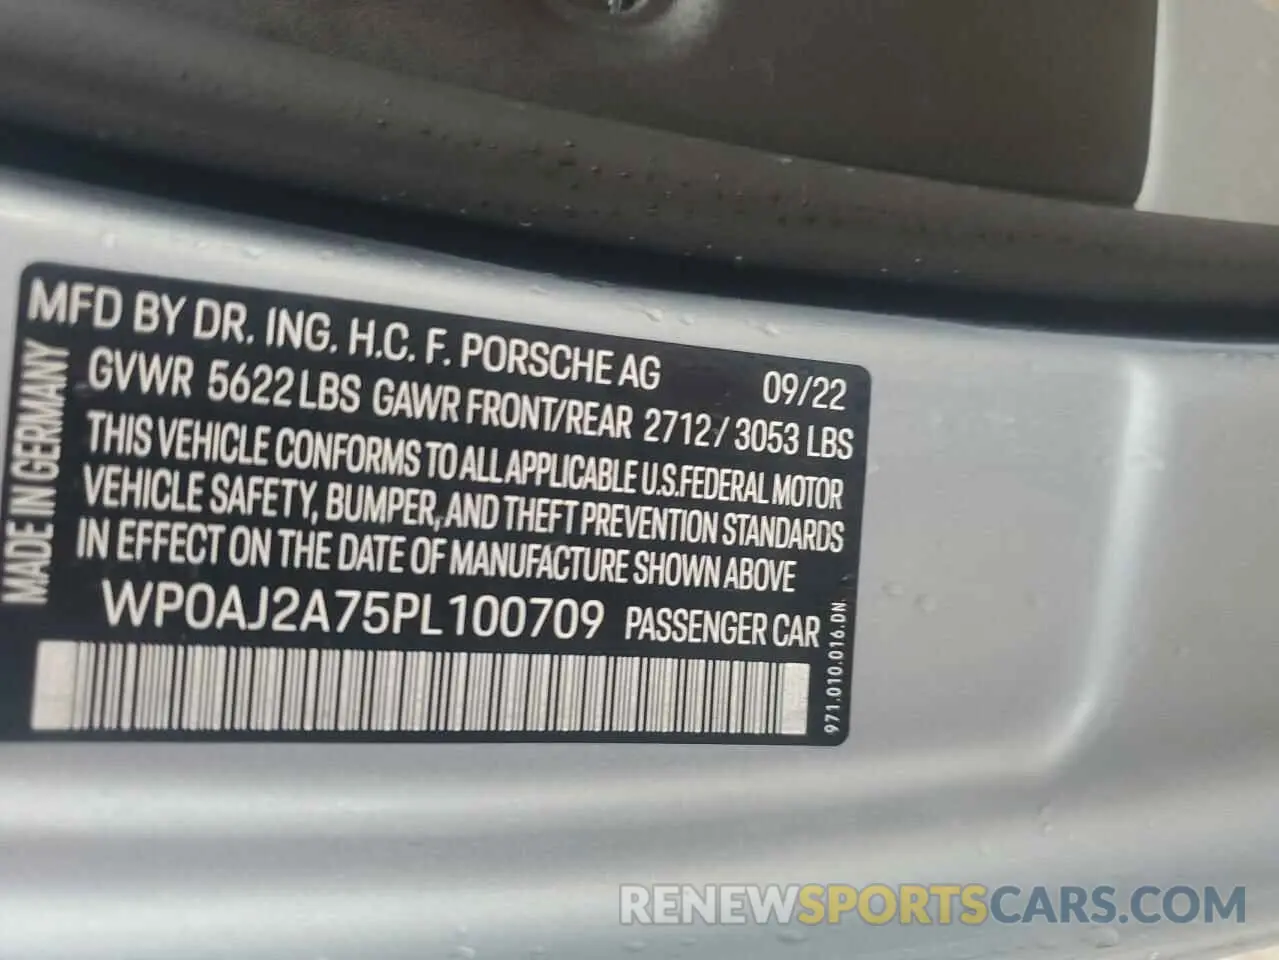 MFD BY DR. ING. H.C. F. PORSCHE AG 09/22
GVWR 5622 LBS GAWR FRONT/REAR 2712 / 3053 LBS
THIS VEHICLE CONFORMS TO ALL APPLICABLE U.S.FEDERAL MOTOR
VEHICLE SAFETY, BUMPER, AND THEFT PREVENTION STANDARDS
IN EFFECT ON THE DATE OF MANUFACTURE SHOWN ABOVE
WP0AJ2A75PL100709 PASSENGER CAR
MADE IN GERMANY
971.010.016.DN
RENEWSPORTSCARS.COM